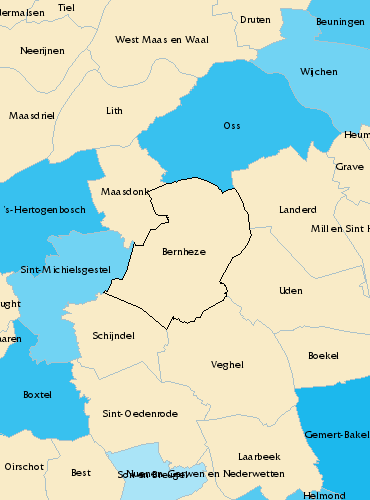 Tiel
dermalsen
Druten
Beuningen
West Maas en Waal
Neerijnen
Wijchen
Lith
Maasdriel
Oss
Heum
Grave
Maasdonk
's-Hertogenbosch
Landerd
Mill en Sint H
Bernheze
Sint-Michielsgestel
Uden
ught
Schijndel
aaren
Boekel
Veghel
Boxtel
Sint-Oedenrode
Gemert-Bakel
Laarbeek
Oirschot
Best
Son en Breugel
Nuenen-Gerwen en Nederwetten
Helmond